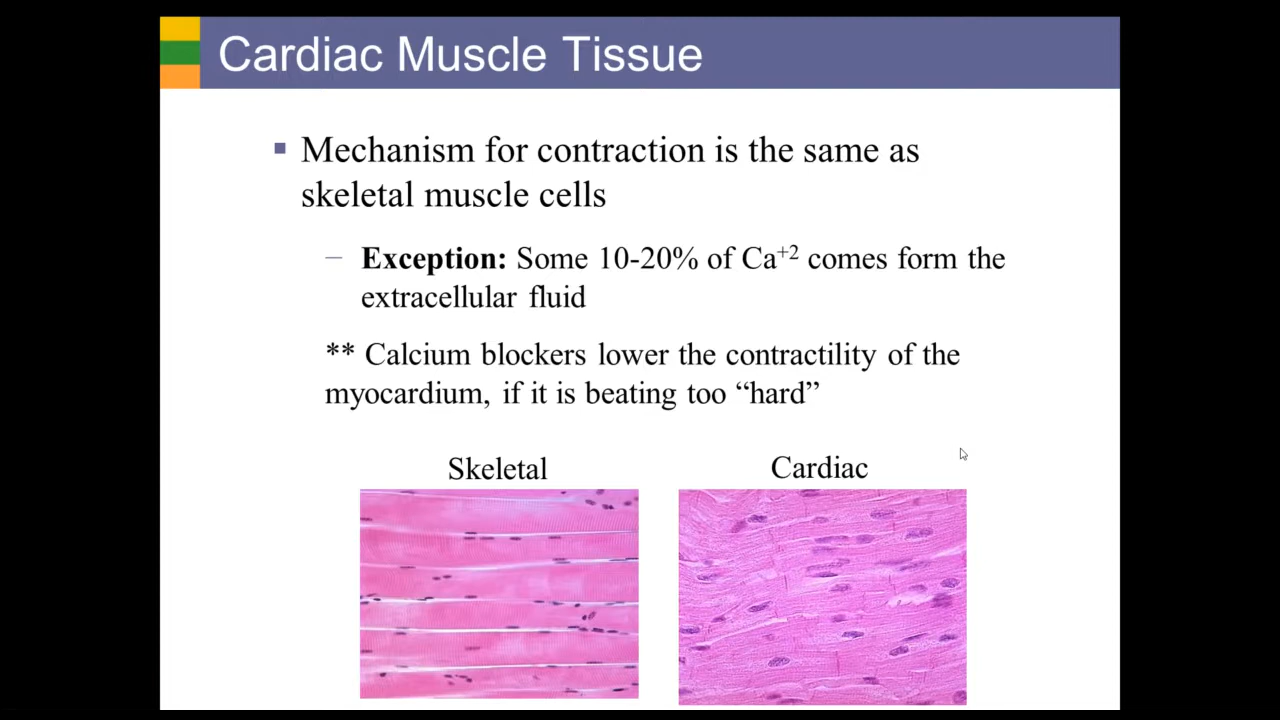 Cardiac Muscle Tissue
Mechanism for contraction is the same as
skeletal muscle cells
– Exception: Some 10-20% of Ca⁺² comes form the
extracellular fluid
** Calcium blockers lower the contractility of the
myocardium, if it is beating too “hard”
Skeletal
Cardiac